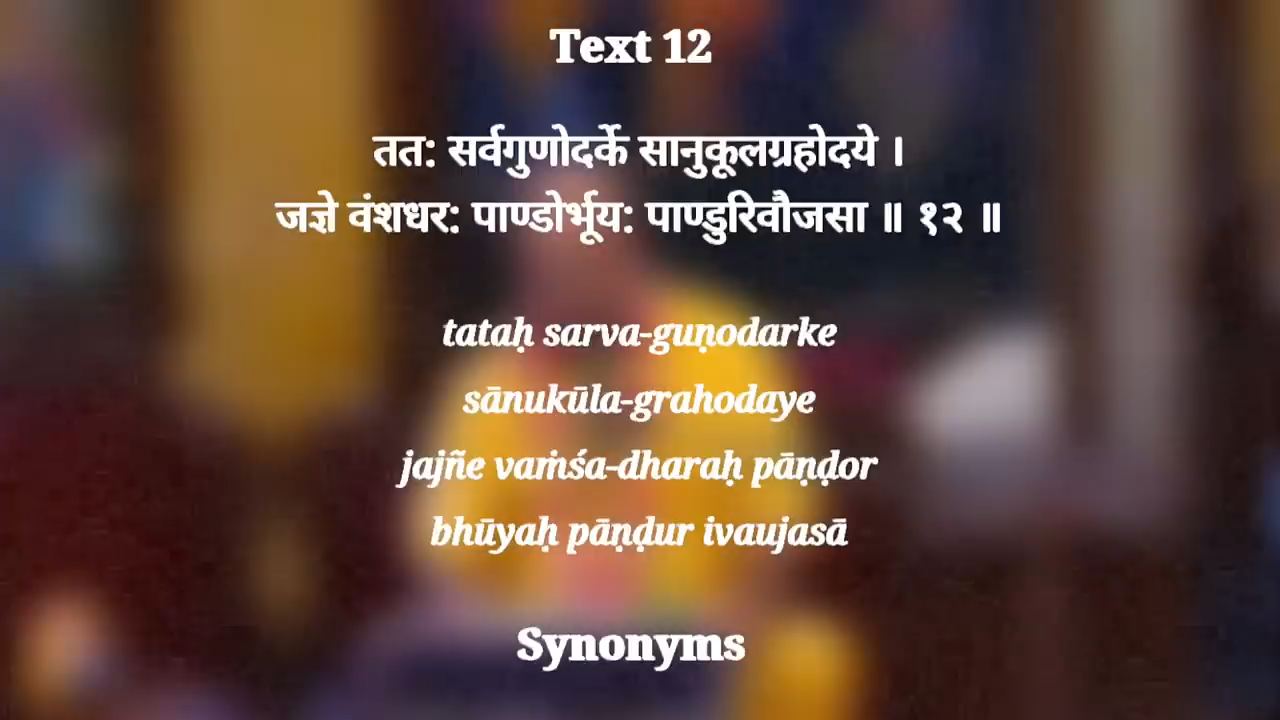 Text 12
तत: सर्वगुणोदर्के सानुकूलग्रहोदये ।
जज्ञे वंशधर: पाण्डोर्भूय: पाण्डुरिवौजसा ॥ १२ ॥
tataḥ sarva-guṇodarke
sānukūla-grahodaye
jajñe vaṁśa-dharaḥ pāṇḍor
bhūyaḥ pāṇḍur ivaujasā
Synonyms